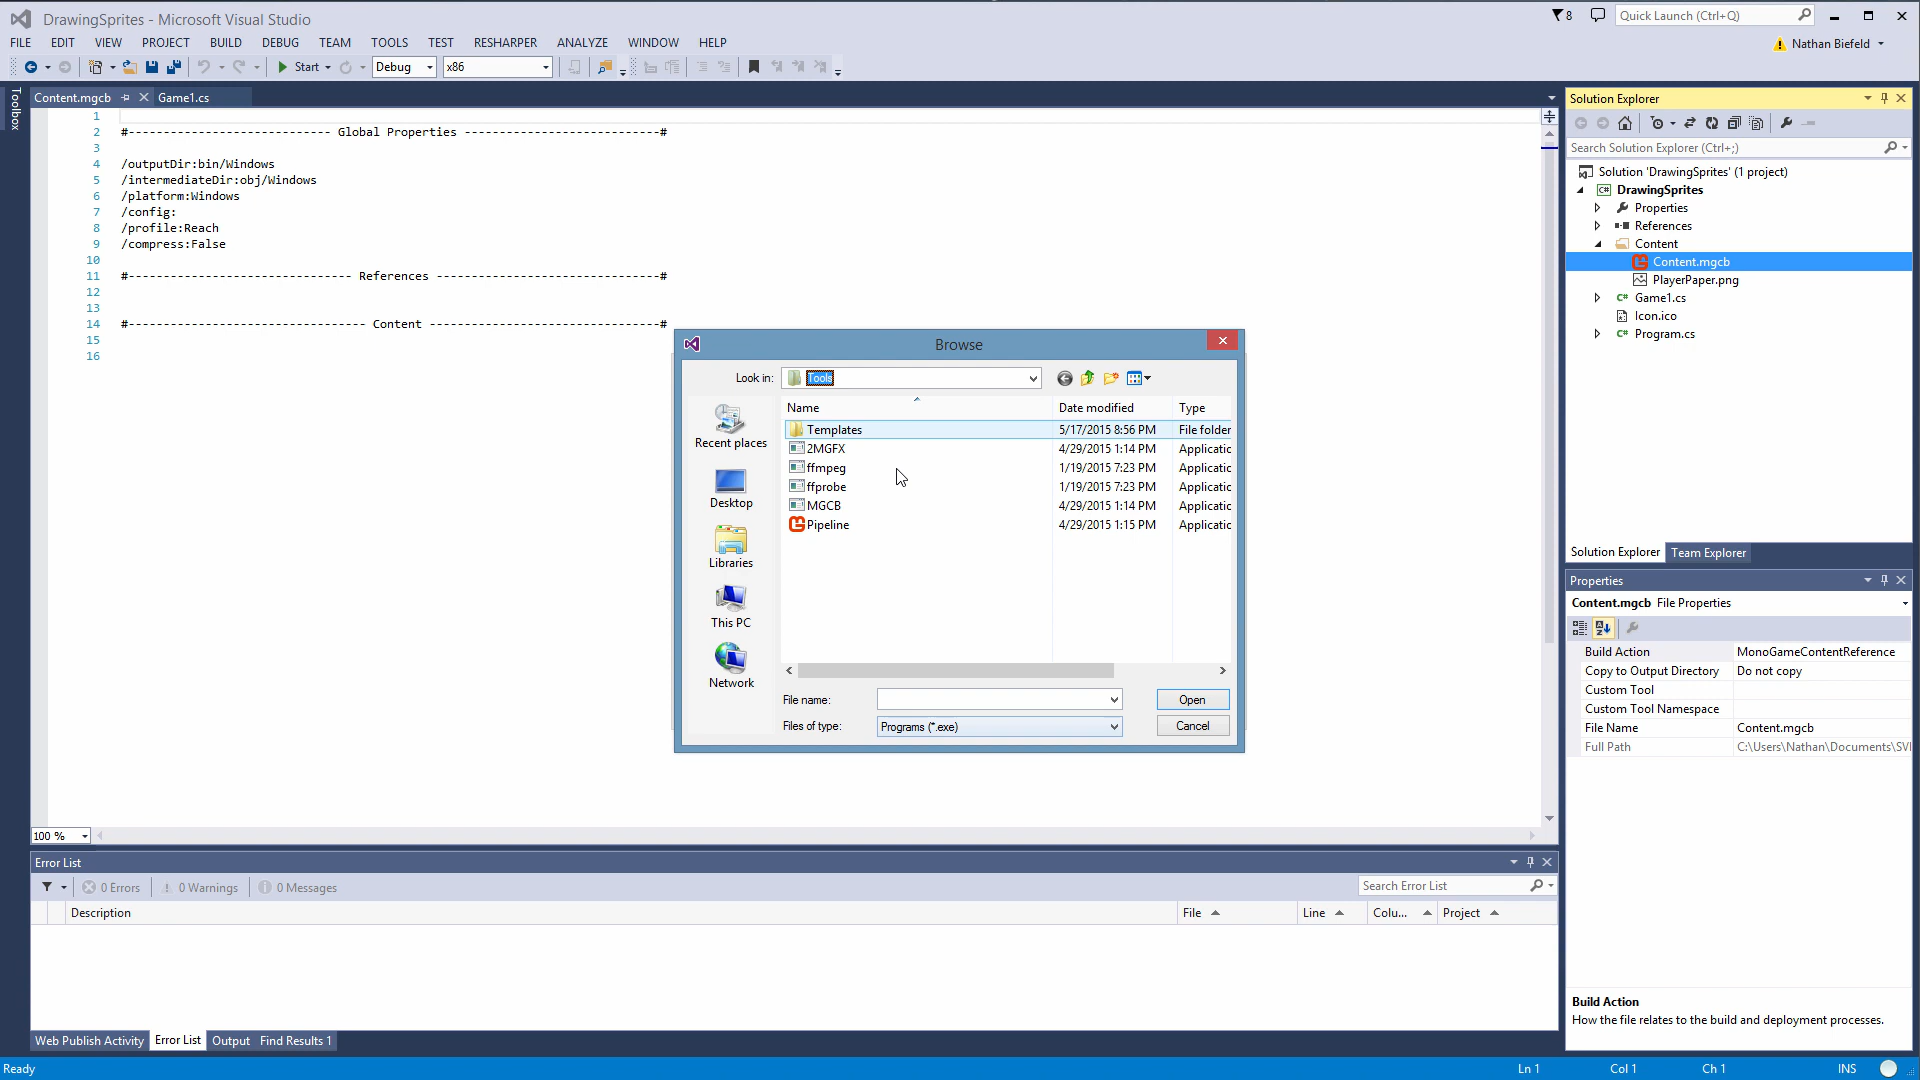 DrawingSprites - Microsoft Visual Studio
8
Quick Launch (Ctrl+Q)
FILE EDIT VIEW PROJECT BUILD DEBUG TEAM TOOLS TEST RESHARPER ANALYZE WINDOW HELP
Nathan Biefeld
Start Debug x86
Toolbox
Content.mgcb Game1.cs
1
2 #----------------------------- Global Properties ----------------------------#
3
4 /outputDir:bin/Windows
5 /intermediateDir:obj/Windows
6 /platform:Windows
7 /config:
8 /profile:Reach
9 /compress:False
10
11 #-------------------------------- References --------------------------------#
12
13
14 #---------------------------------- Content ---------------------------------#
15
16
100 %
Browse
Look in: Tools
Name Date modified Type
Templates 5/17/2015 8:56 PM File folder
2MGFX 4/29/2015 1:14 PM Applicatic
ffmpeg 1/19/2015 7:23 PM Applicatic
ffprobe 1/19/2015 7:23 PM Applicatic
MGCB 4/29/2015 1:14 PM Applicatic
Pipeline 4/29/2015 1:15 PM Applicatic
Recent places
Desktop
Libraries
This PC
Network
File name: Open
Files of type: Programs (*.exe) Cancel
Solution Explorer
Search Solution Explorer (Ctrl+;)
Solution 'DrawingSprites' (1 project)
DrawingSprites
Properties
References
Content
Content.mgcb
PlayerPaper.png
Game1.cs
Icon.ico
Program.cs
Solution Explorer Team Explorer
Properties
Content.mgcb File Properties
Build Action MonoGameContentReference
Copy to Output Directory Do not copy
Custom Tool
Custom Tool Namespace
File Name Content.mgcb
Full Path C:\Users\Nathan\Documents\SVI
Build Action
How the file relates to the build and deployment processes.
Error List
0 Errors 0 Warnings 0 Messages
Search Error List
Description File Line Colu... Project
Web Publish Activity Error List Output Find Results 1
Ready Ln 1 Col 1 Ch 1 INS